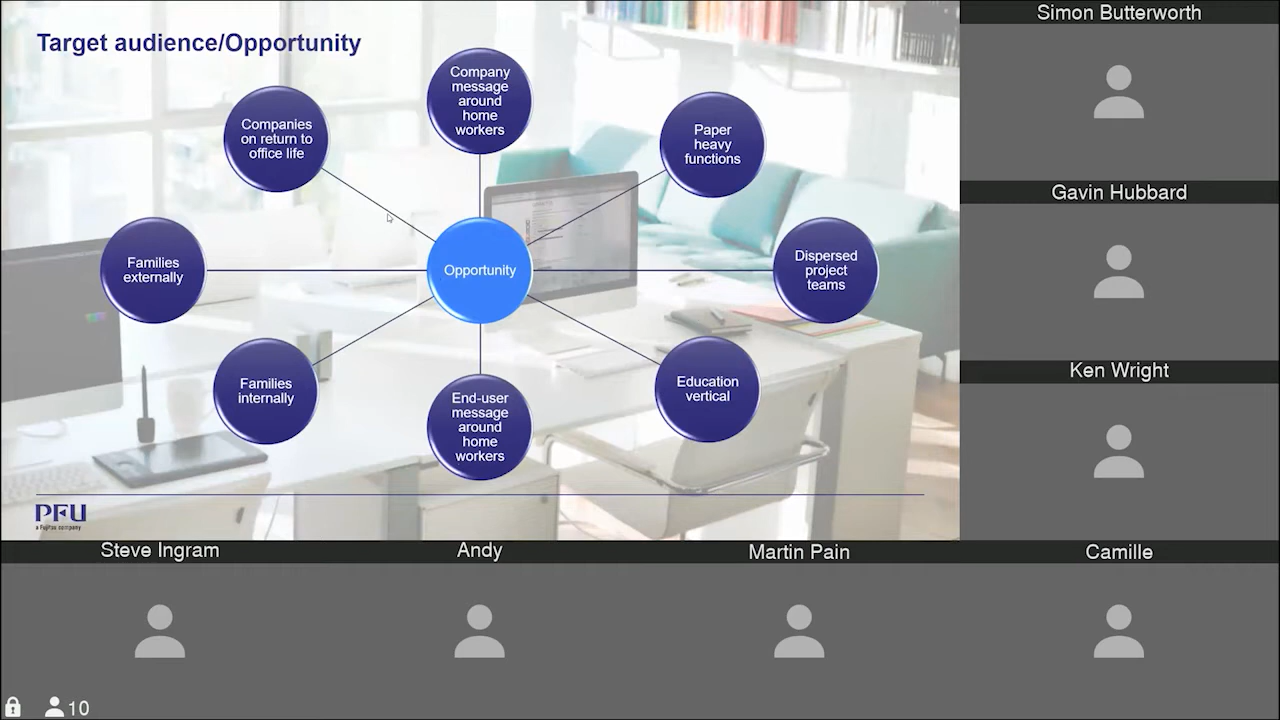 Target audience/Opportunity
Company
message
around
home
workers
Companies
on return to
office life
Paper
heavy
functions
Families
externally
Opportunity
Dispersed
project
teams
Families
internally
End-user
message
around
home
workers
Education
vertical
PFU
a Fujitsu company
Simon Butterworth
Gavin Hubbard
Ken Wright
Steve Ingram
Andy
Martin Pain
Camille
10